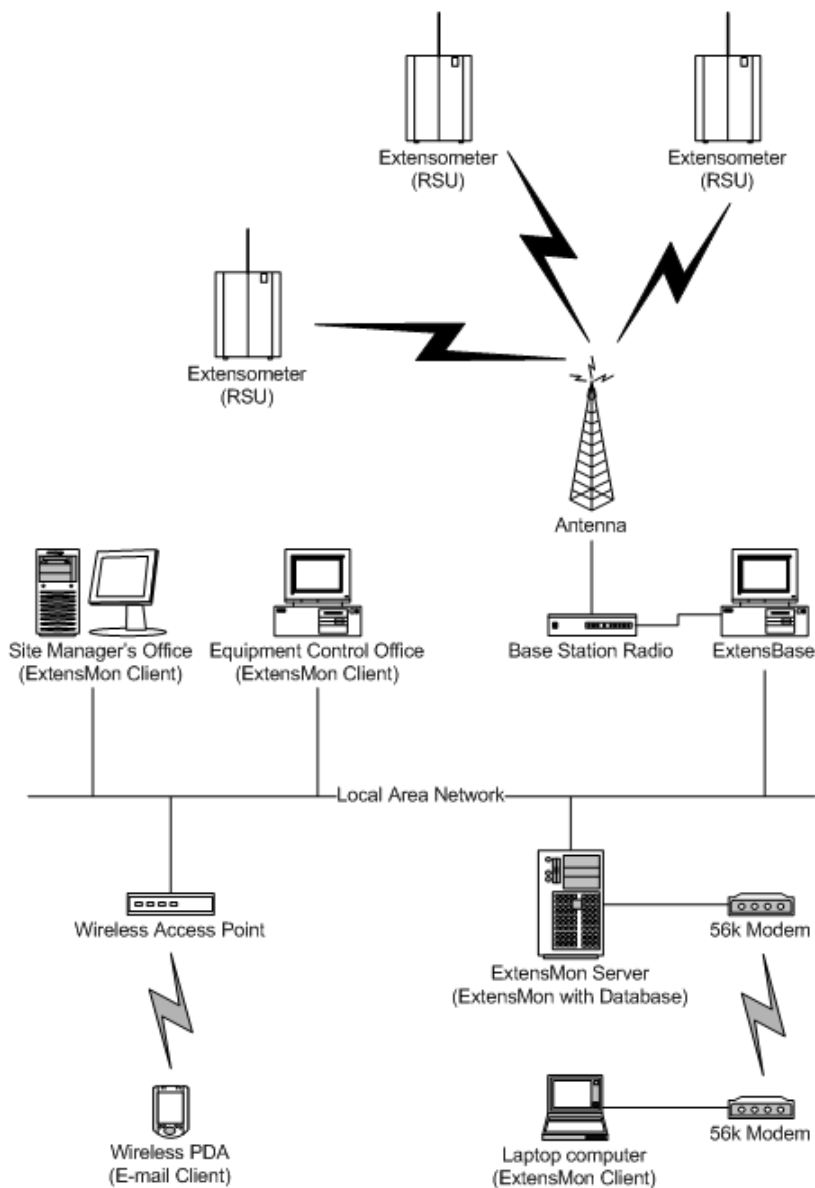 Extensometer
(RSU)
Extensometer
(RSU)
Extensometer
(RSU)
Antenna
Site Manager's Office
(ExtensMon Client)
Equipment Control Office
(ExtensMon Client)
Base Station Radio
ExtensBase
Local Area Network
Wireless Access Point
56k Modem
ExtensMon Server
(ExtensMon with Database)
Wireless PDA
(E-mail Client)
Laptop computer
(ExtensMon Client)
56k Modem